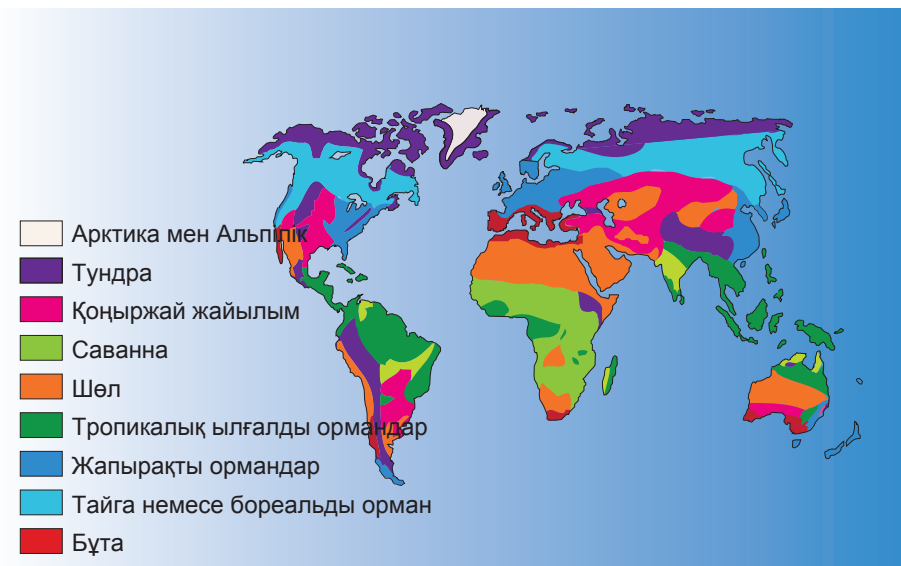 Арктика мен Альпілік
Тундра
Қоңыржай жайылым
Саванна
Шөл
Тропикалық ылғалды ормандар
Жапырақты ормандар
Тайга немесе бореальды орман
Бұта